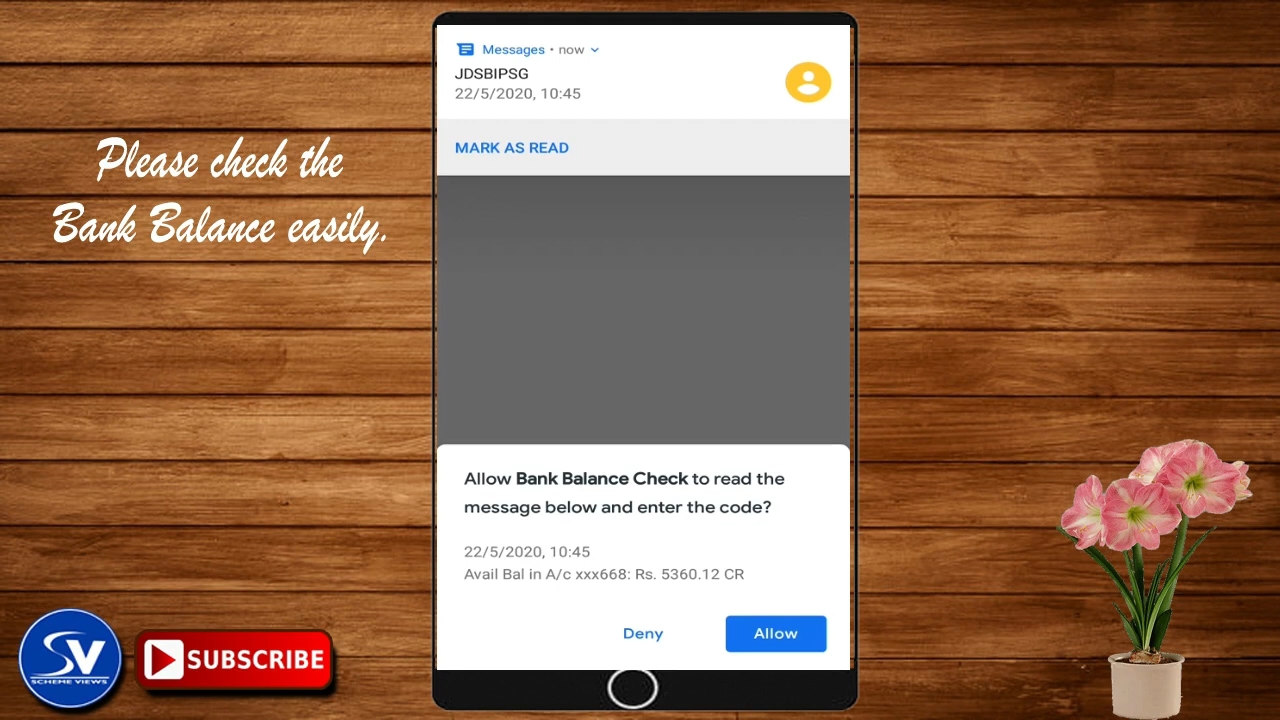 Please check the
Bank Balance easily.
Messages • now
JDSBIPSG
22/5/2020, 10:45
MARK AS READ
Allow Bank Balance Check to read the
message below and enter the code?
22/5/2020, 10:45
Avail Bal in A/c xxx668: Rs. 5360.12 CR
Deny
Allow
SV
SCHEME VIEWS
SUBSCRIBE